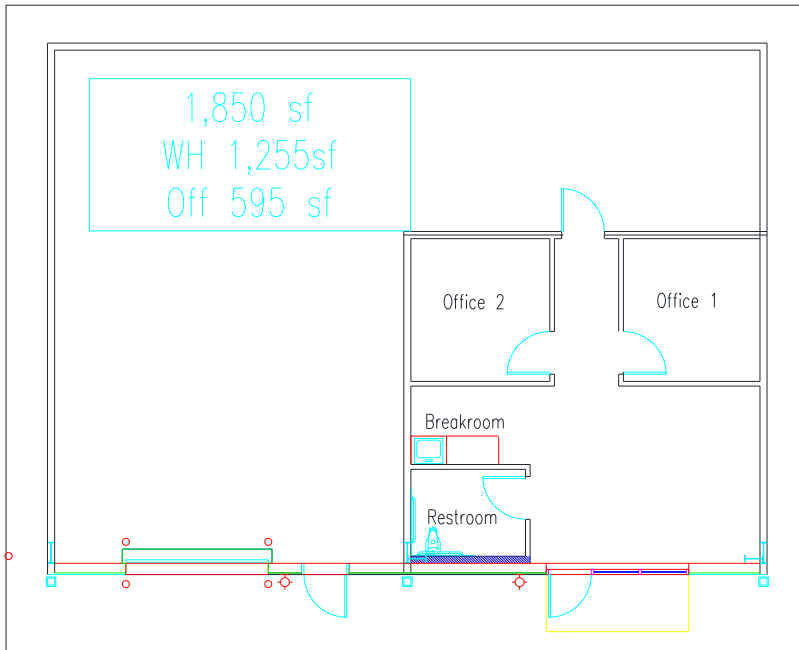 1,850 sf
WH 1,255sf
Off 595 sf
Office 2
Office 1
Breakroom
Restroom